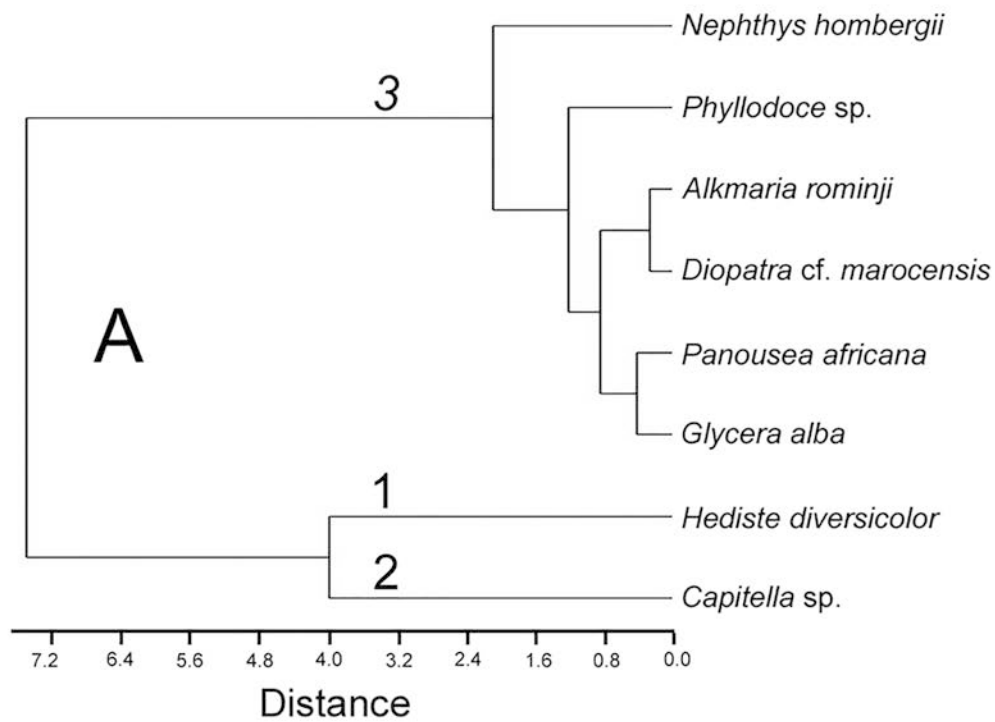 Nephthys hombergii
3
Phyllodoce sp.
Alkmaria rominji
Diopatra cf. marocensis
A
Panousea africana
Glycera alba
1
Hediste diversicolor
2
Capitella sp.
7.2 6.4 5.6 4.8 4.0 3.2 2.4 1.6 0.8 0.0
Distance